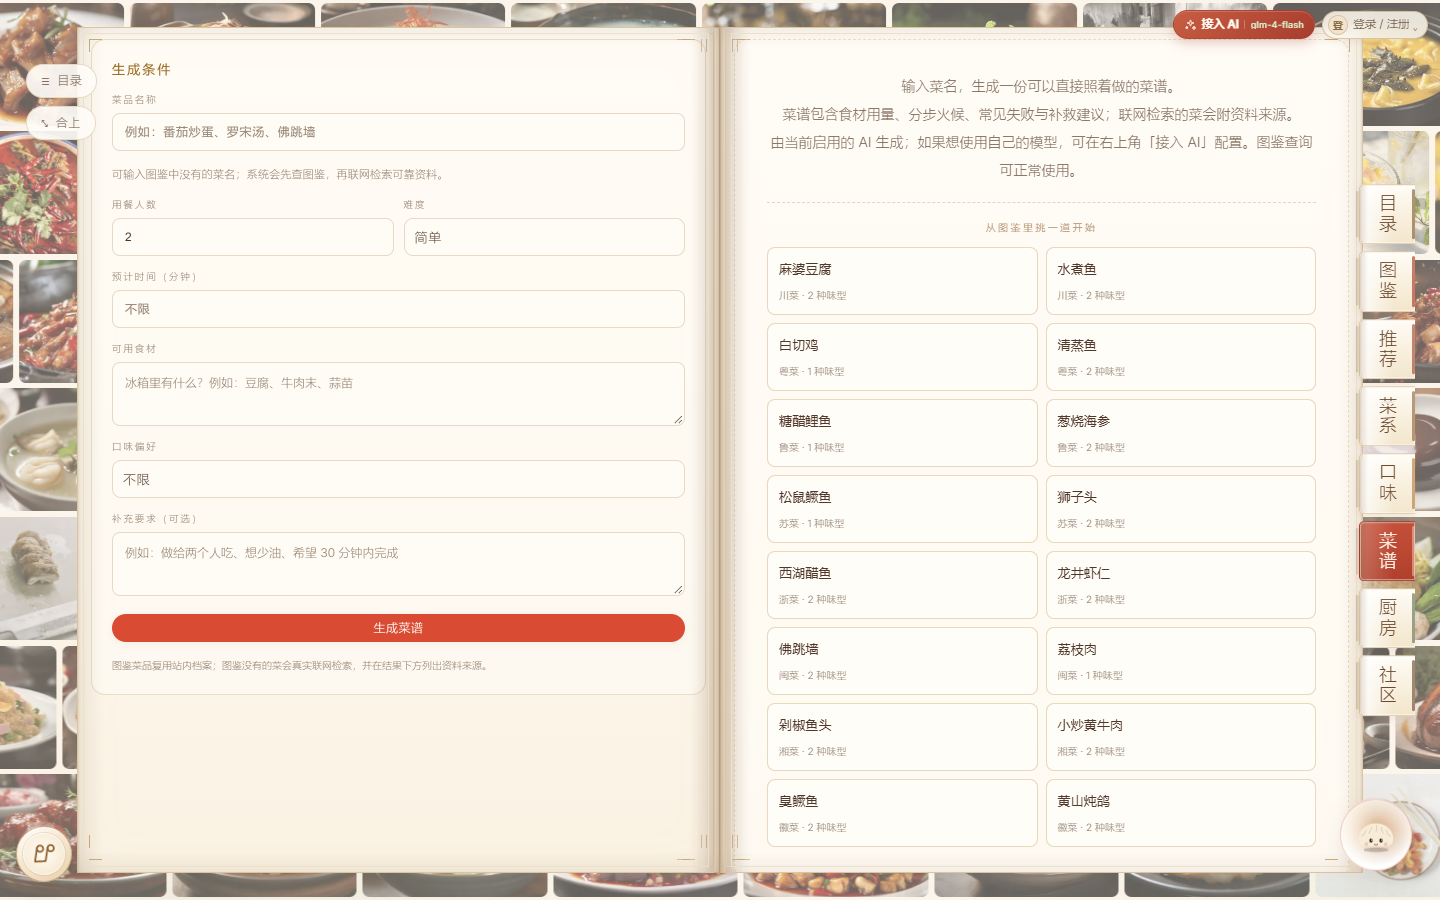 接入 AI
glm-4-flash
登
登录 / 注册
目录
合上
生成条件
菜品名称
例如：番茄炒蛋、罗宋汤、佛跳墙
可输入图鉴中没有的菜名；系统会先查图鉴，再联网检索可靠资料。
用餐人数
难度
2
简单
预计时间（分钟）
不限
可用食材
冰箱里有什么？例如：豆腐、牛肉末、蒜苗
口味偏好
不限
补充要求（可选）
例如：做给两个人吃、想少油、希望 30 分钟内完成
生成菜谱
图鉴菜品复用站内档案；图鉴没有的菜会真实联网检索，并在结果下方列出资料来源。
输入菜名，生成一份可以直接照着做的菜谱。
菜谱包含食材用量、分步火候、常见失败与补救建议；联网检索的菜会附资料来源。
由当前启用的 AI 生成；如果想使用自己的模型，可在右上角「接入 AI」配置。图鉴查询
可正常使用。
从图鉴里挑一道开始
麻婆豆腐
川菜 · 2 种味型
水煮鱼
川菜 · 2 种味型
白切鸡
粤菜 · 1 种味型
清蒸鱼
粤菜 · 2 种味型
糖醋鲤鱼
鲁菜 · 1 种味型
葱烧海参
鲁菜 · 2 种味型
松鼠鳜鱼
苏菜 · 1 种味型
狮子头
苏菜 · 2 种味型
西湖醋鱼
浙菜 · 2 种味型
龙井虾仁
浙菜 · 2 种味型
佛跳墙
闽菜 · 2 种味型
荔枝肉
闽菜 · 1 种味型
剁椒鱼头
湘菜 · 2 种味型
小炒黄牛肉
湘菜 · 2 种味型
臭鳜鱼
徽菜 · 2 种味型
黄山炖鸽
徽菜 · 2 种味型
目录
图鉴
推荐
菜系
口味
菜谱
厨房
社区